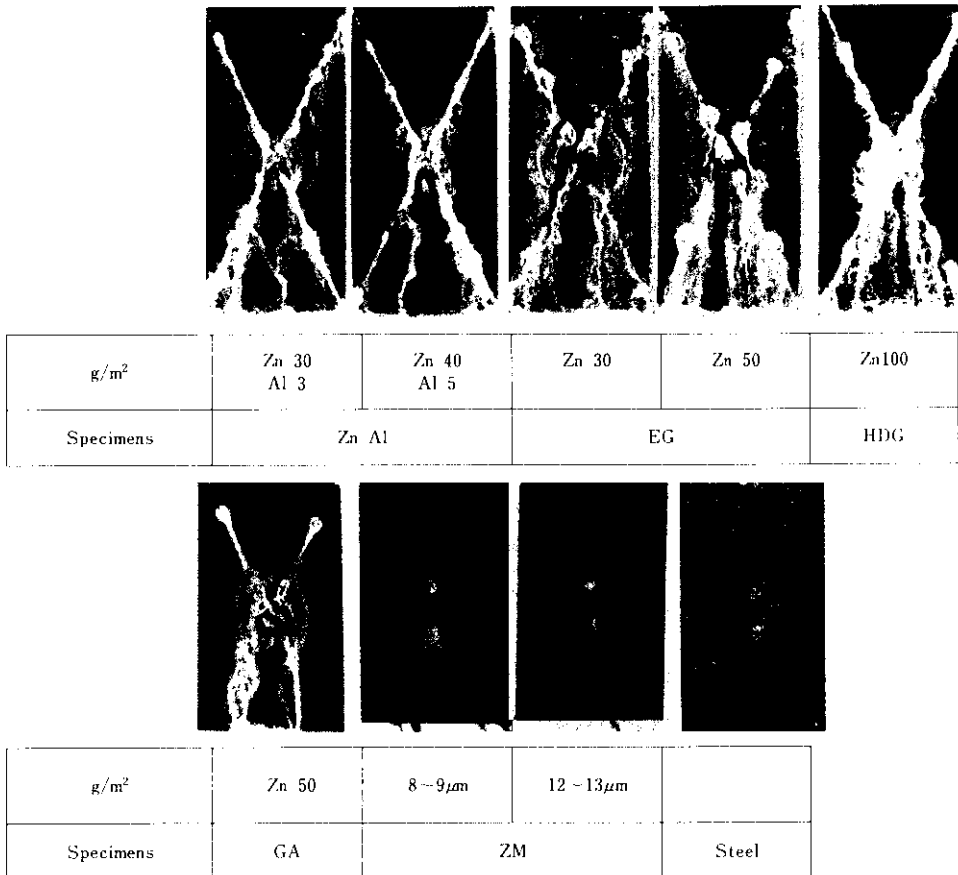 g/m²
Zn 30
Al 3
Zn 40
Al 5
Zn 30
Zn 50
Zn100
Specimens
Zn Al
EG
HDG
g/m²
Zn 50
8~9μm
12~13μm
Specimens
GA
ZM
Steel